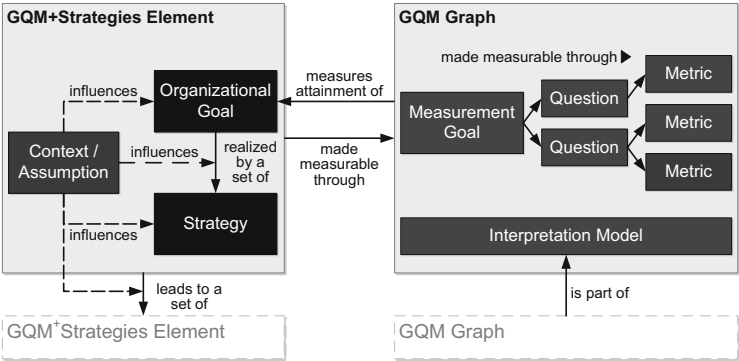 GQM+Strategies Element
influences
Organizational
Goal
Context /
Assumption
influences
realized
by a
set of
influences
Strategy
leads to a
set of
GQM+Strategies Element
measures
attainment of
made
measurable
through
GQM Graph
made measurable through
Metric
Question
Measurement
Goal
Metric
Question
Metric
Interpretation Model
is part of
GQM Graph